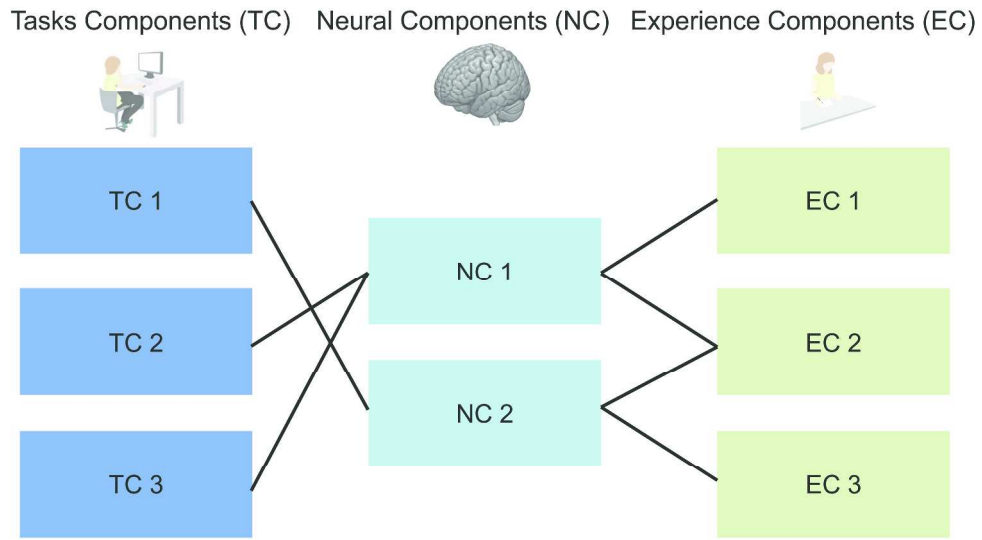 Tasks Components (TC)
Neural Components (NC)
Experience Components (EC)
TC 1
TC 2
TC 3
NC 1
NC 2
EC 1
EC 2
EC 3